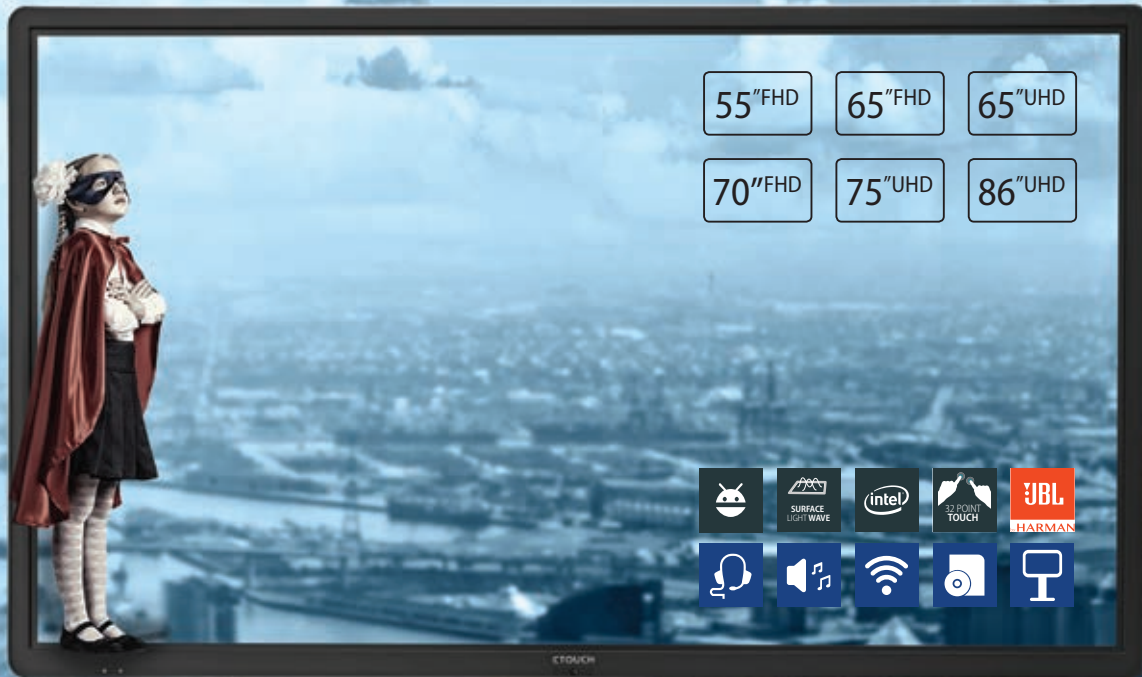 55"FHD 65"FHD 65"UHD
70"FHD 75"UHD 86"UHD
SURFACE
LIGHT WAVE
intel
32 POINT
TOUCH
JBL
by HARMAN
CTOUCH